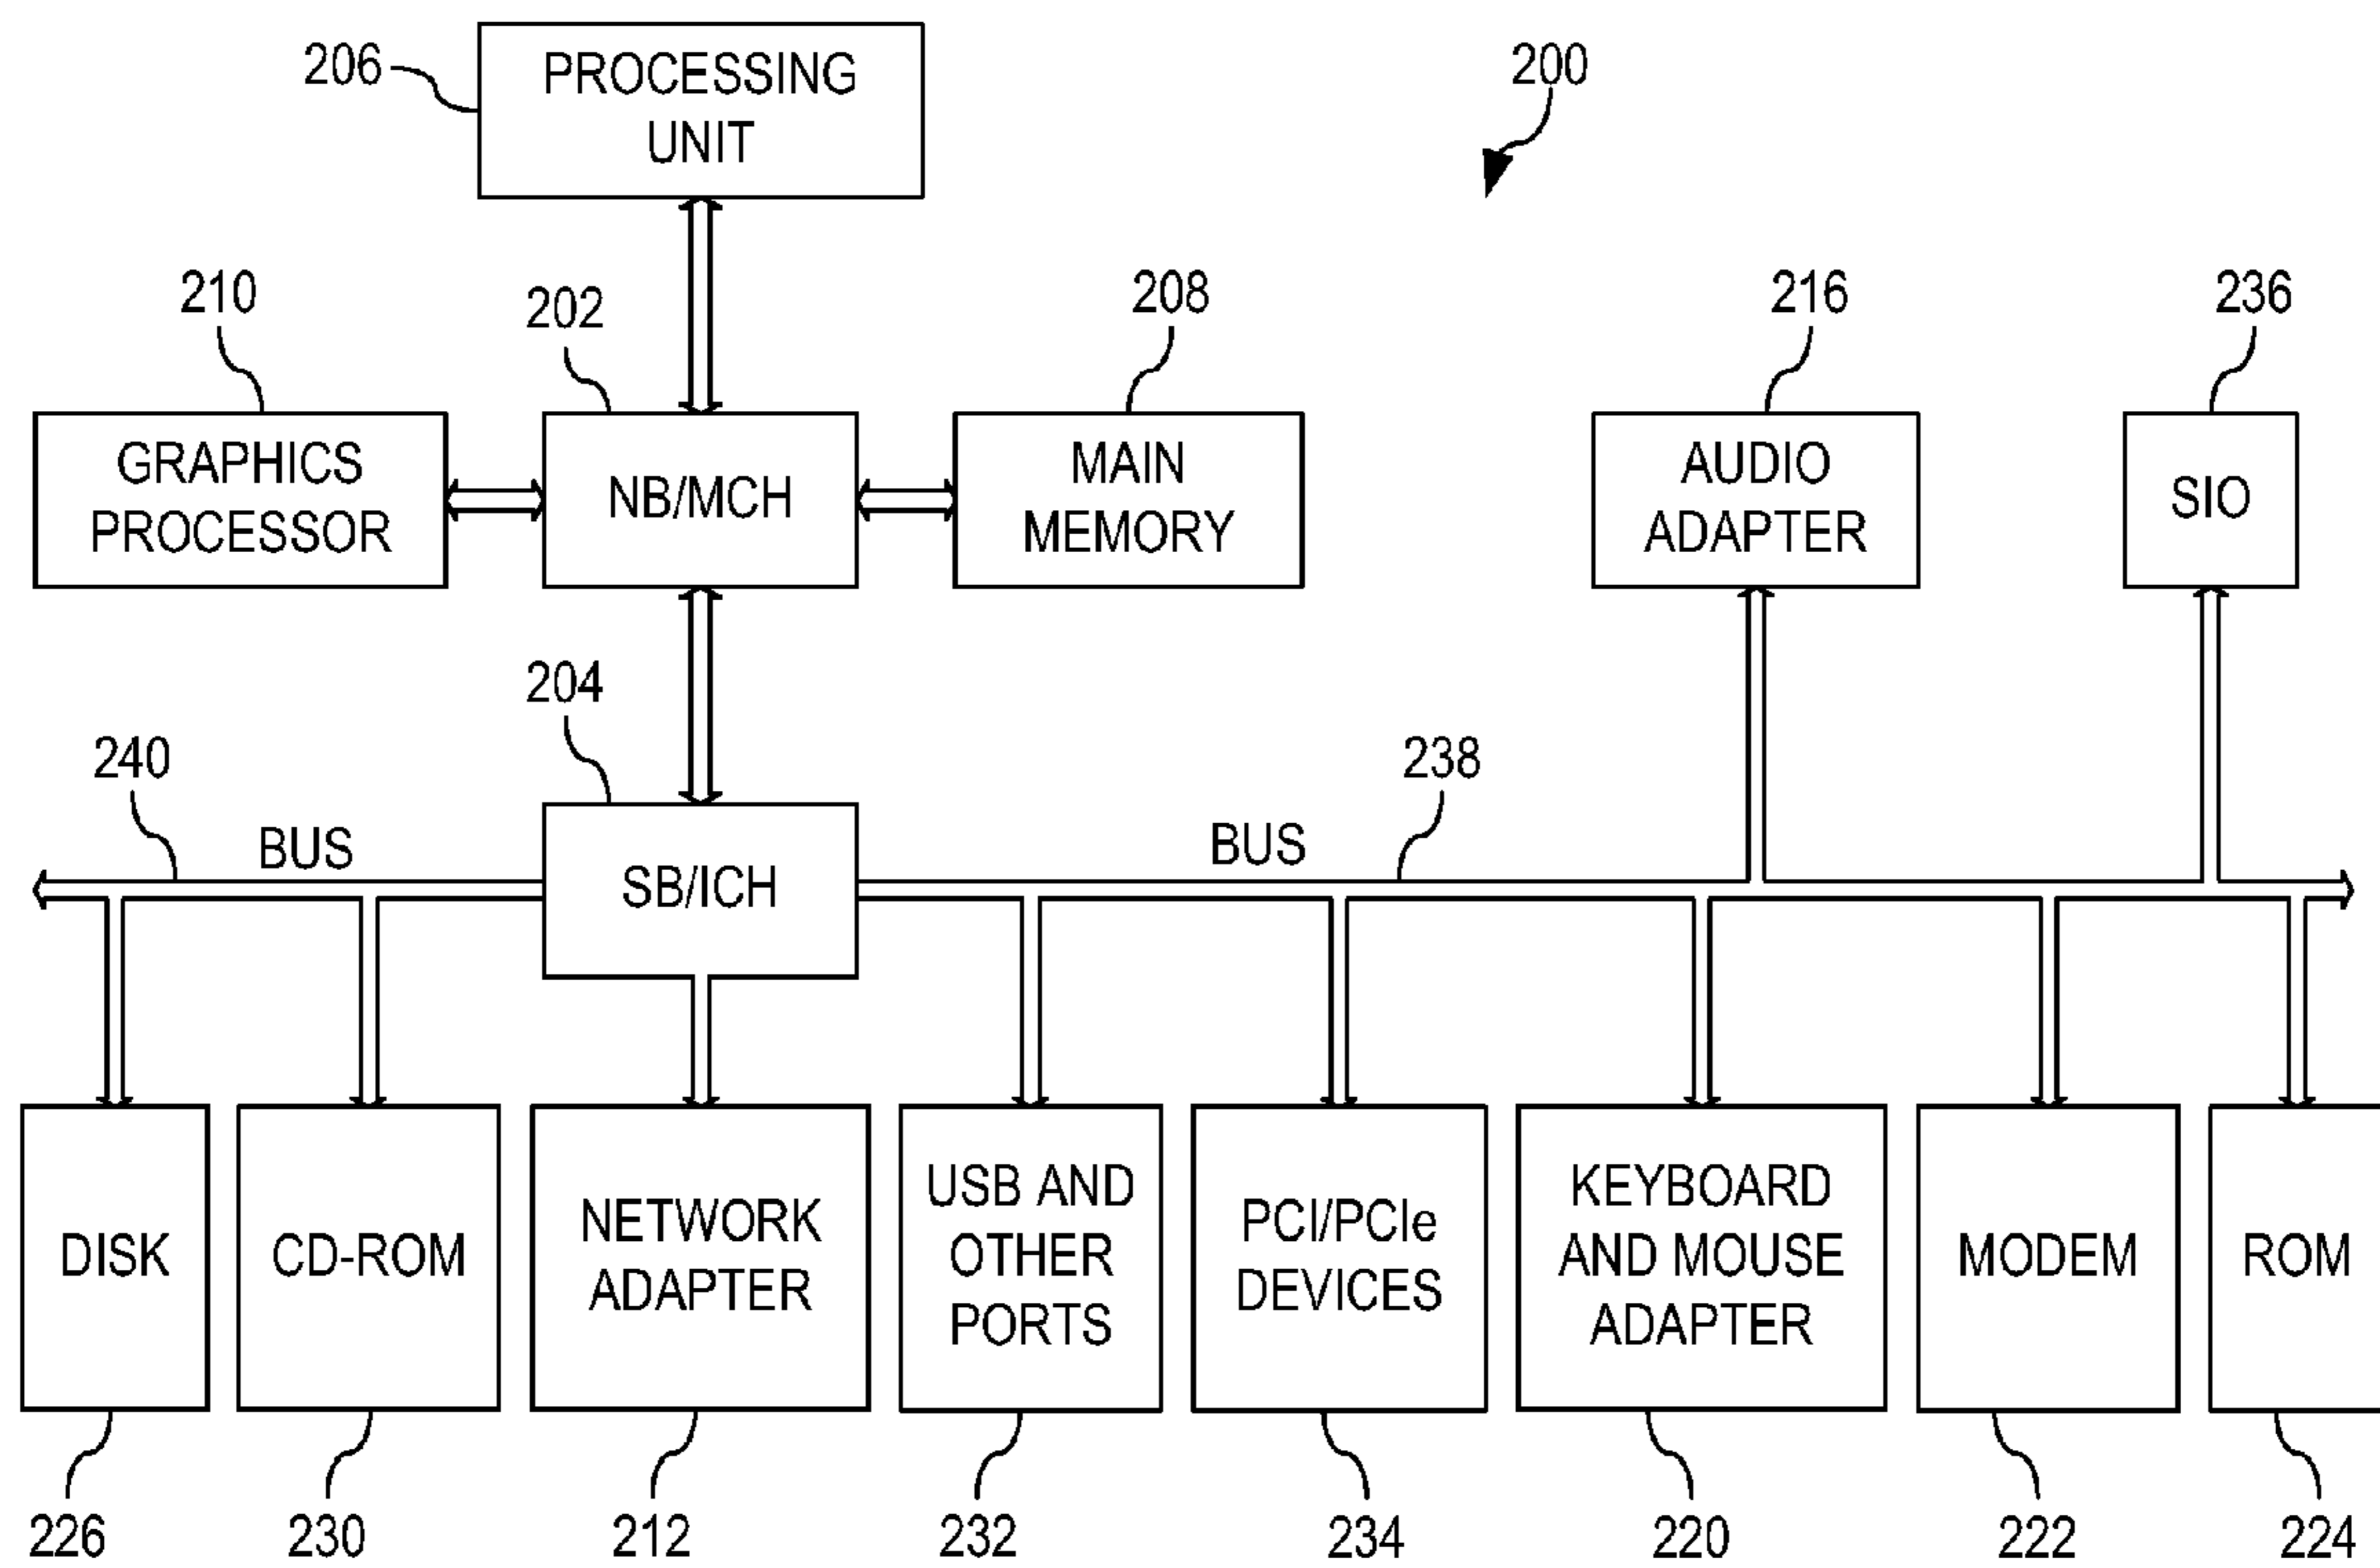 206
PROCESSING
UNIT
200
210
202
208
216
236
GRAPHICS
PROCESSOR
NB/MCH
MAIN
MEMORY
AUDIO
ADAPTER
SIO
204
240
BUS
SB/ICH
BUS
238
DISK
CD-ROM
NETWORK
ADAPTER
USB AND
OTHER
PORTS
PCI/PCIe
DEVICES
KEYBOARD
AND MOUSE
ADAPTER
MODEM
ROM
226
230
212
232
234
220
222
224